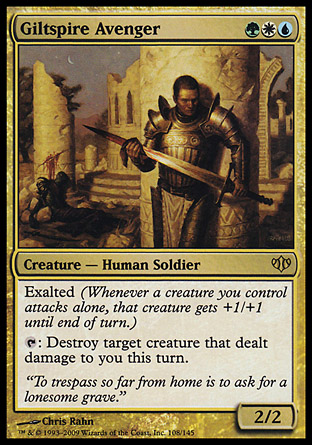 Giltspire Avenger
Creature — Human Soldier
Exalted (Whenever a creature you control
attacks alone, that creature gets +1/+1
until end of turn.)
: Destroy target creature that dealt
damage to you this turn.
“To trespass so far from home is to ask for a
lonesome grave.”
Chris Rahn
™ & © 1993–2009 Wizards of the Coast, Inc. 108/145
2/2